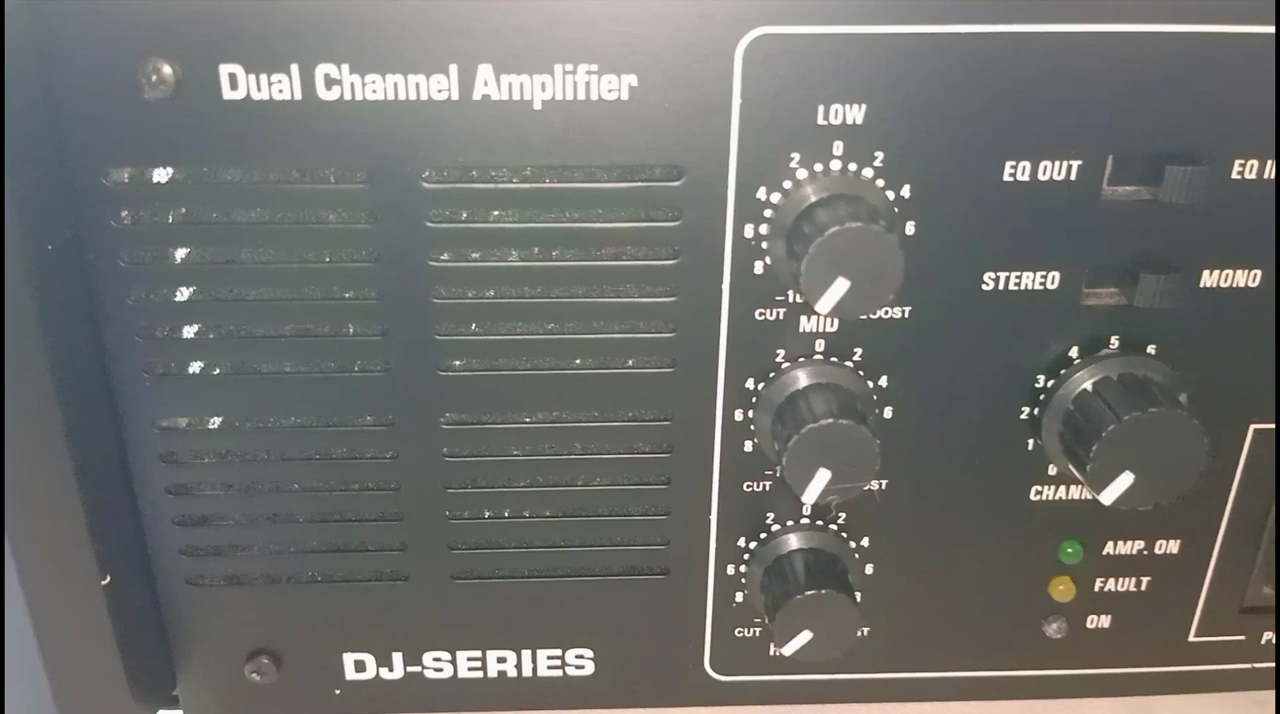 Dual Channel Amplifier
LOW
0
2 2
4 4
6 6
8
CUT
EQ OUT
STEREO MONO
MID
0
2 2
4 4
6 6
8
CUT
0
2 2
4 4
6 6
8
CUT
4 5 6
3
2
1
0
AMP. ON
FAULT
ON
DJ-SERIES